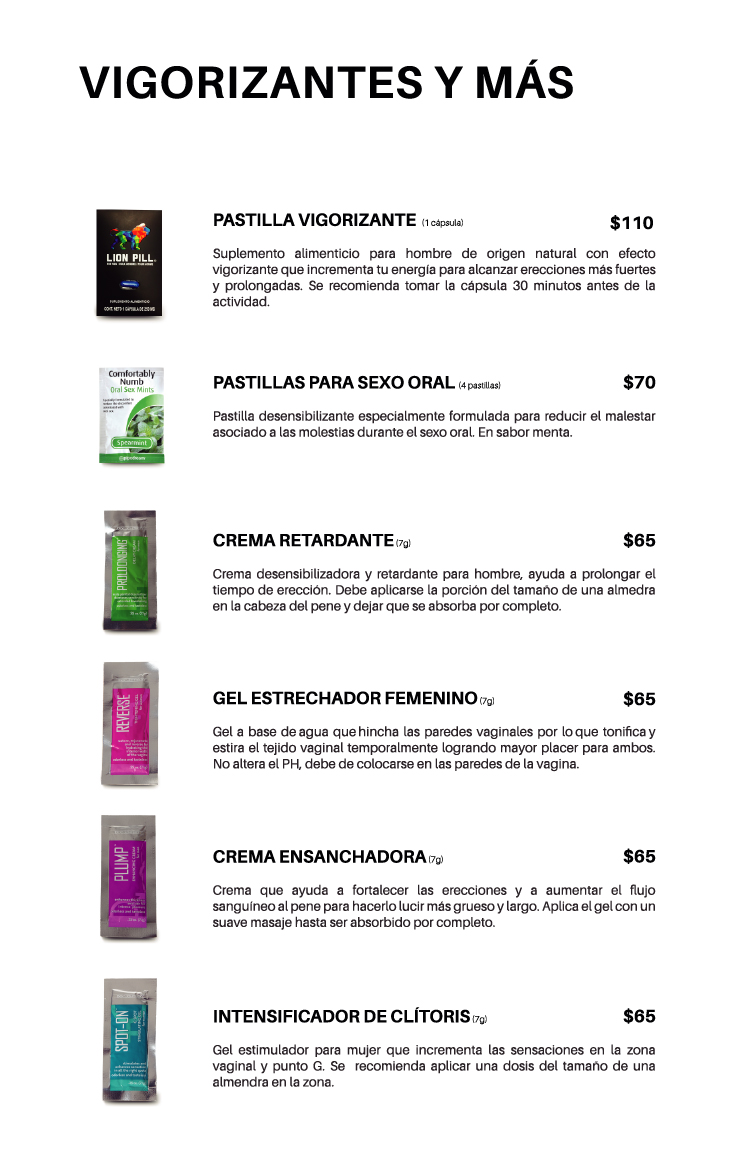 VIGORIZANTES Y MÁS
LION PILL
SUPLEMENTO ALIMENTICIO
CONT. NETO 1 CÁPSULA DE 250 MG
PASTILLA VIGORIZANTE (1 cápsula)
$110
Suplemento alimenticio para hombre de origen natural con efecto
vigorizante que incrementa tu energía para alcanzar erecciones más fuertes
y prolongadas. Se recomienda tomar la cápsula 30 minutos antes de la
actividad.
Comfortably
Numb
Oral Sex Mints
Spearmint
PASTILLAS PARA SEXO ORAL (4 pastillas)
$70
Pastilla desensibilizante especialmente formulada para reducir el malestar
asociado a las molestias durante el sexo oral. En sabor menta.
PROLONGING
CREMA RETARDANTE (7g)
$65
Crema desensibilizadora y retardante para hombre, ayuda a prolongar el
tiempo de erección. Debe aplicarse la porción del tamaño de una almedra
en la cabeza del pene y dejar que se absorba por completo.
REVERSE
GEL ESTRECHADOR FEMENINO (7g)
$65
Gel a base de agua que hincha las paredes vaginales por lo que tonifica y
estira el tejido vaginal temporalmente logrando mayor placer para ambos.
No altera el PH, debe de colocarse en las paredes de la vagina.
PLUMP
CREMA ENSANCHADORA (7g)
$65
Crema que ayuda a fortalecer las erecciones y a aumentar el flujo
sanguíneo al pene para hacerlo lucir más grueso y largo. Aplica el gel con un
suave masaje hasta ser absorbido por completo.
SPOT-ON
INTENSIFICADOR DE CLÍTORIS (7g)
$65
Gel estimulador para mujer que incrementa las sensaciones en la zona
vaginal y punto G. Se recomienda aplicar una dosis del tamaño de una
almendra en la zona.